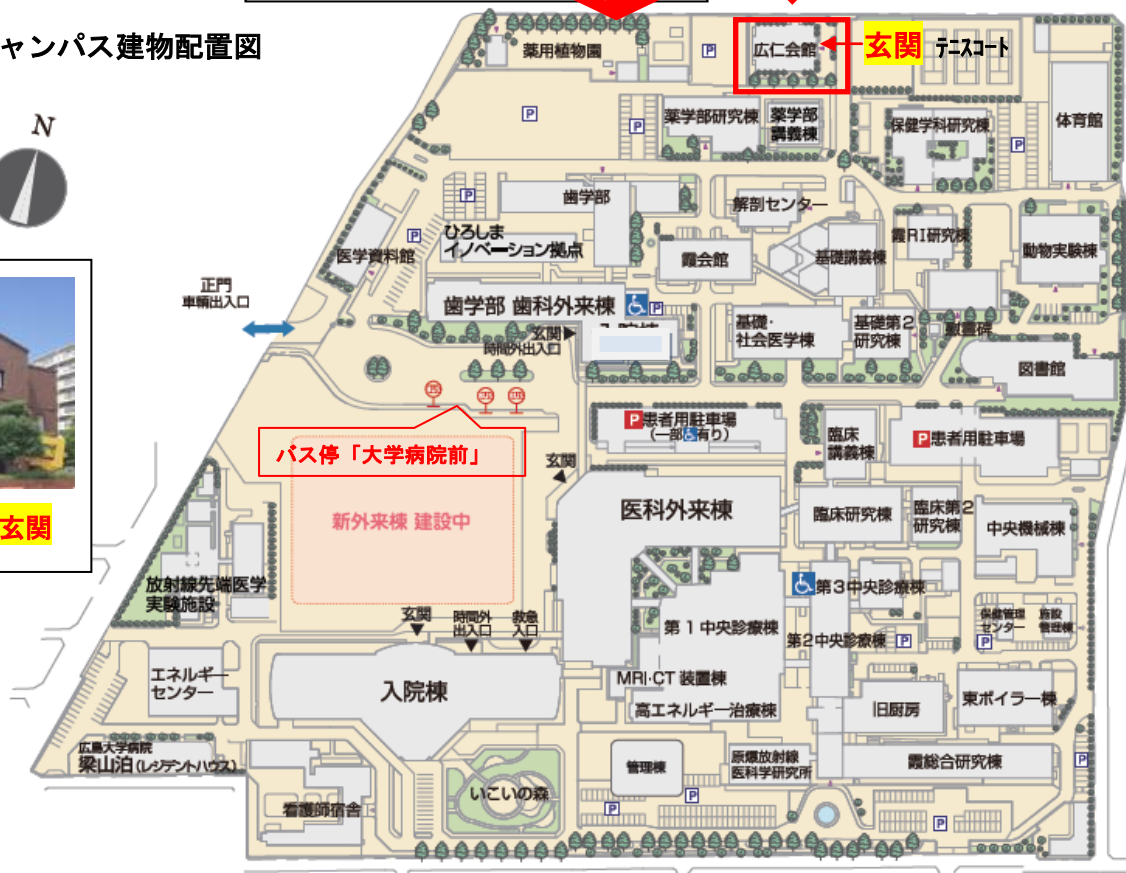 ャンパス建物配置図
N
薬用植物園
P
広仁会館
玄関
テニスコート
P
P
薬学部研究棟
薬学部
講義棟
保健学科研究棟
P
体育館
P
歯学部
解剖センター
P
ひろしま
イノベーション拠点
医学資料館
霞会館
基礎講義棟
霞RI研究棟
動物実験棟
正門
車輌出入口
歯学部 歯科外来棟
P
玄関
時間外出入口
入院棟
基礎・
社会医学棟
基礎第2
研究棟
慰霊碑
図書館
BUS
BUS
BUS
バス停「大学病院前」
P患者用駐車場
(一部有り)
臨床
講義棟
P患者用駐車場
玄関
新外来棟 建設中
医科外来棟
臨床研究棟
臨床第2
研究棟
中央機械棟
玄関
放射線先端医学
実験施設
第3中央診療棟
玄関
時間外
出入口
救急
入口
第1中央診療棟
第2中央診療棟
P
保健管理
センター
施設
管理棟
P
エネルギー
センター
入院棟
MRI·CT 装置棟
高エネルギー治療棟
旧厨房
東ボイラー棟
広島大学病院
梁山泊(レジデントハウス)
管理棟
原爆放射線
医科学研究所
霞総合研究棟
P
看護師宿舎
いこいの森
P
P
P